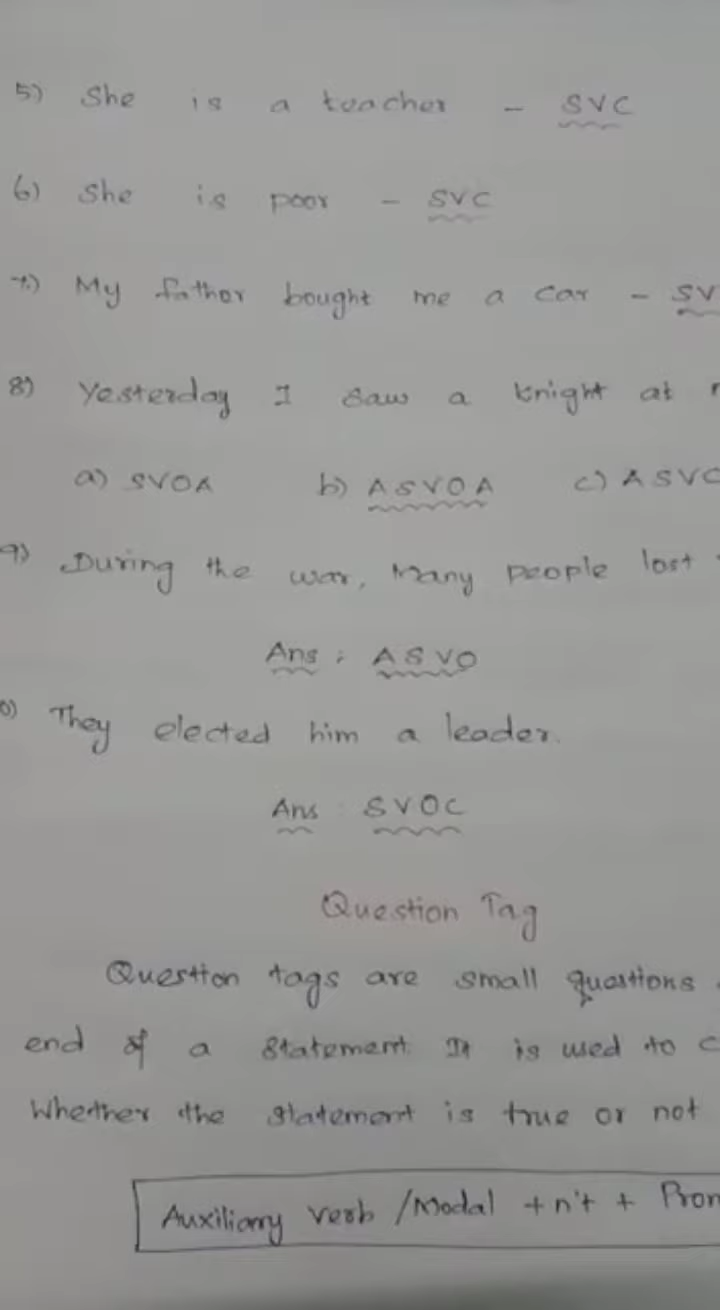 5) She is a teacher - SVC
6) She is poor - SVC
7) My father bought me a car - SV
8) Yesterday I saw a knight at
a) SVOA b) ASVOA c) ASVC
9) During the war, Many people lost
Ans : ASVO
0) They elected him a leader.
Ans : SVOC
Question Tag
Question tags are small questions
end of a statement. It is used to c
Whether the statement is true or not
Auxiliary verb /Modal + n't + Pron